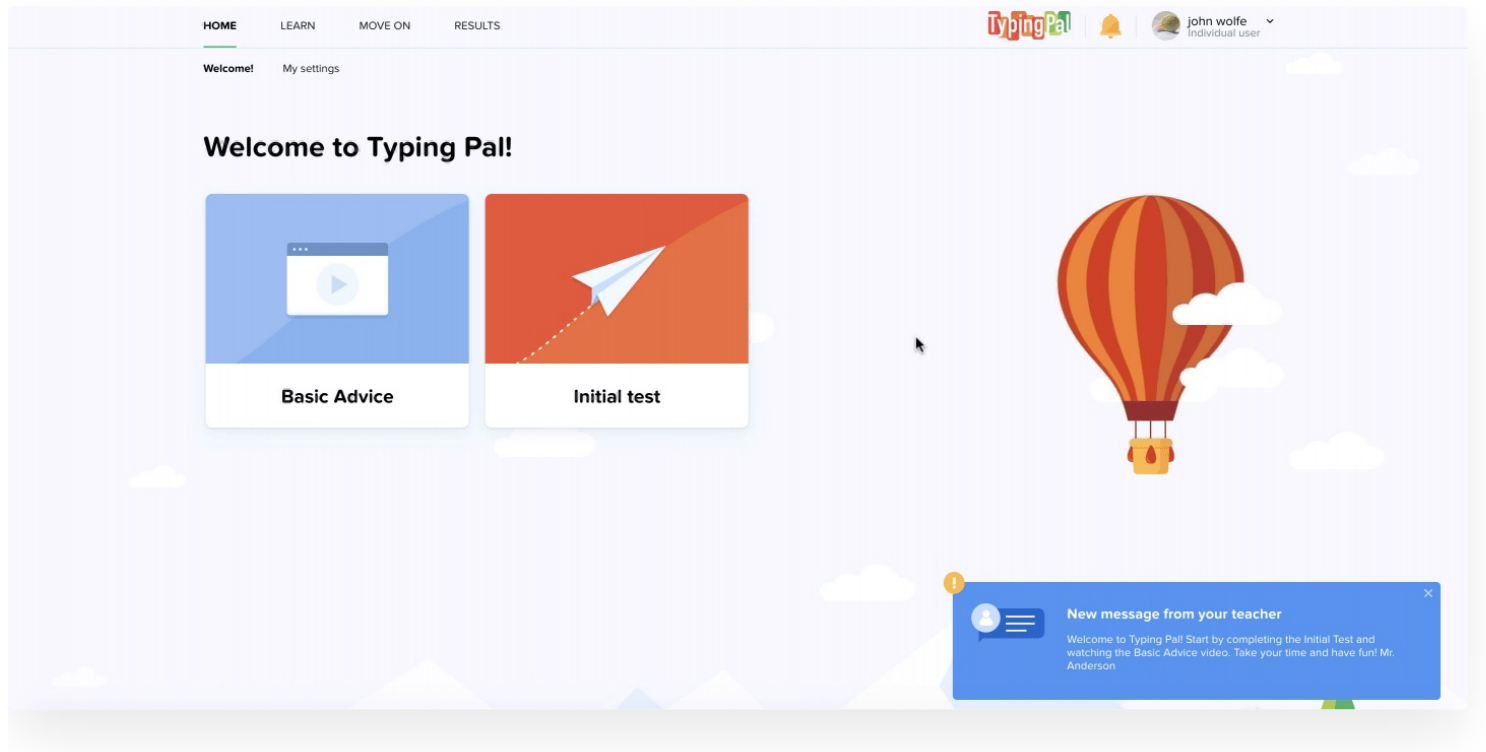 HOME LEARN MOVE ON RESULTS TypingPal john wolfe
Individual user
Welcome! My settings
Welcome to Typing Pal!
Basic Advice Initial test
!
New message from your teacher
Welcome to Typing Pal! Start by completing the Initial Test and
watching the Basic Advice video. Take your time and have fun! Mr.
Anderson